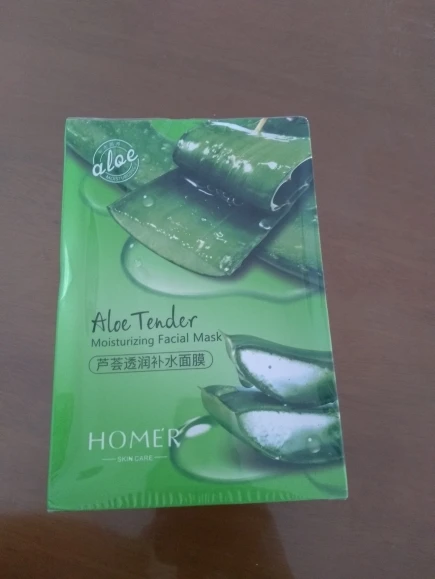 aloe
Aloe Tender
Moisturizing Facial Mask
芦荟透润补水面膜
HOMER
SKIN CARE